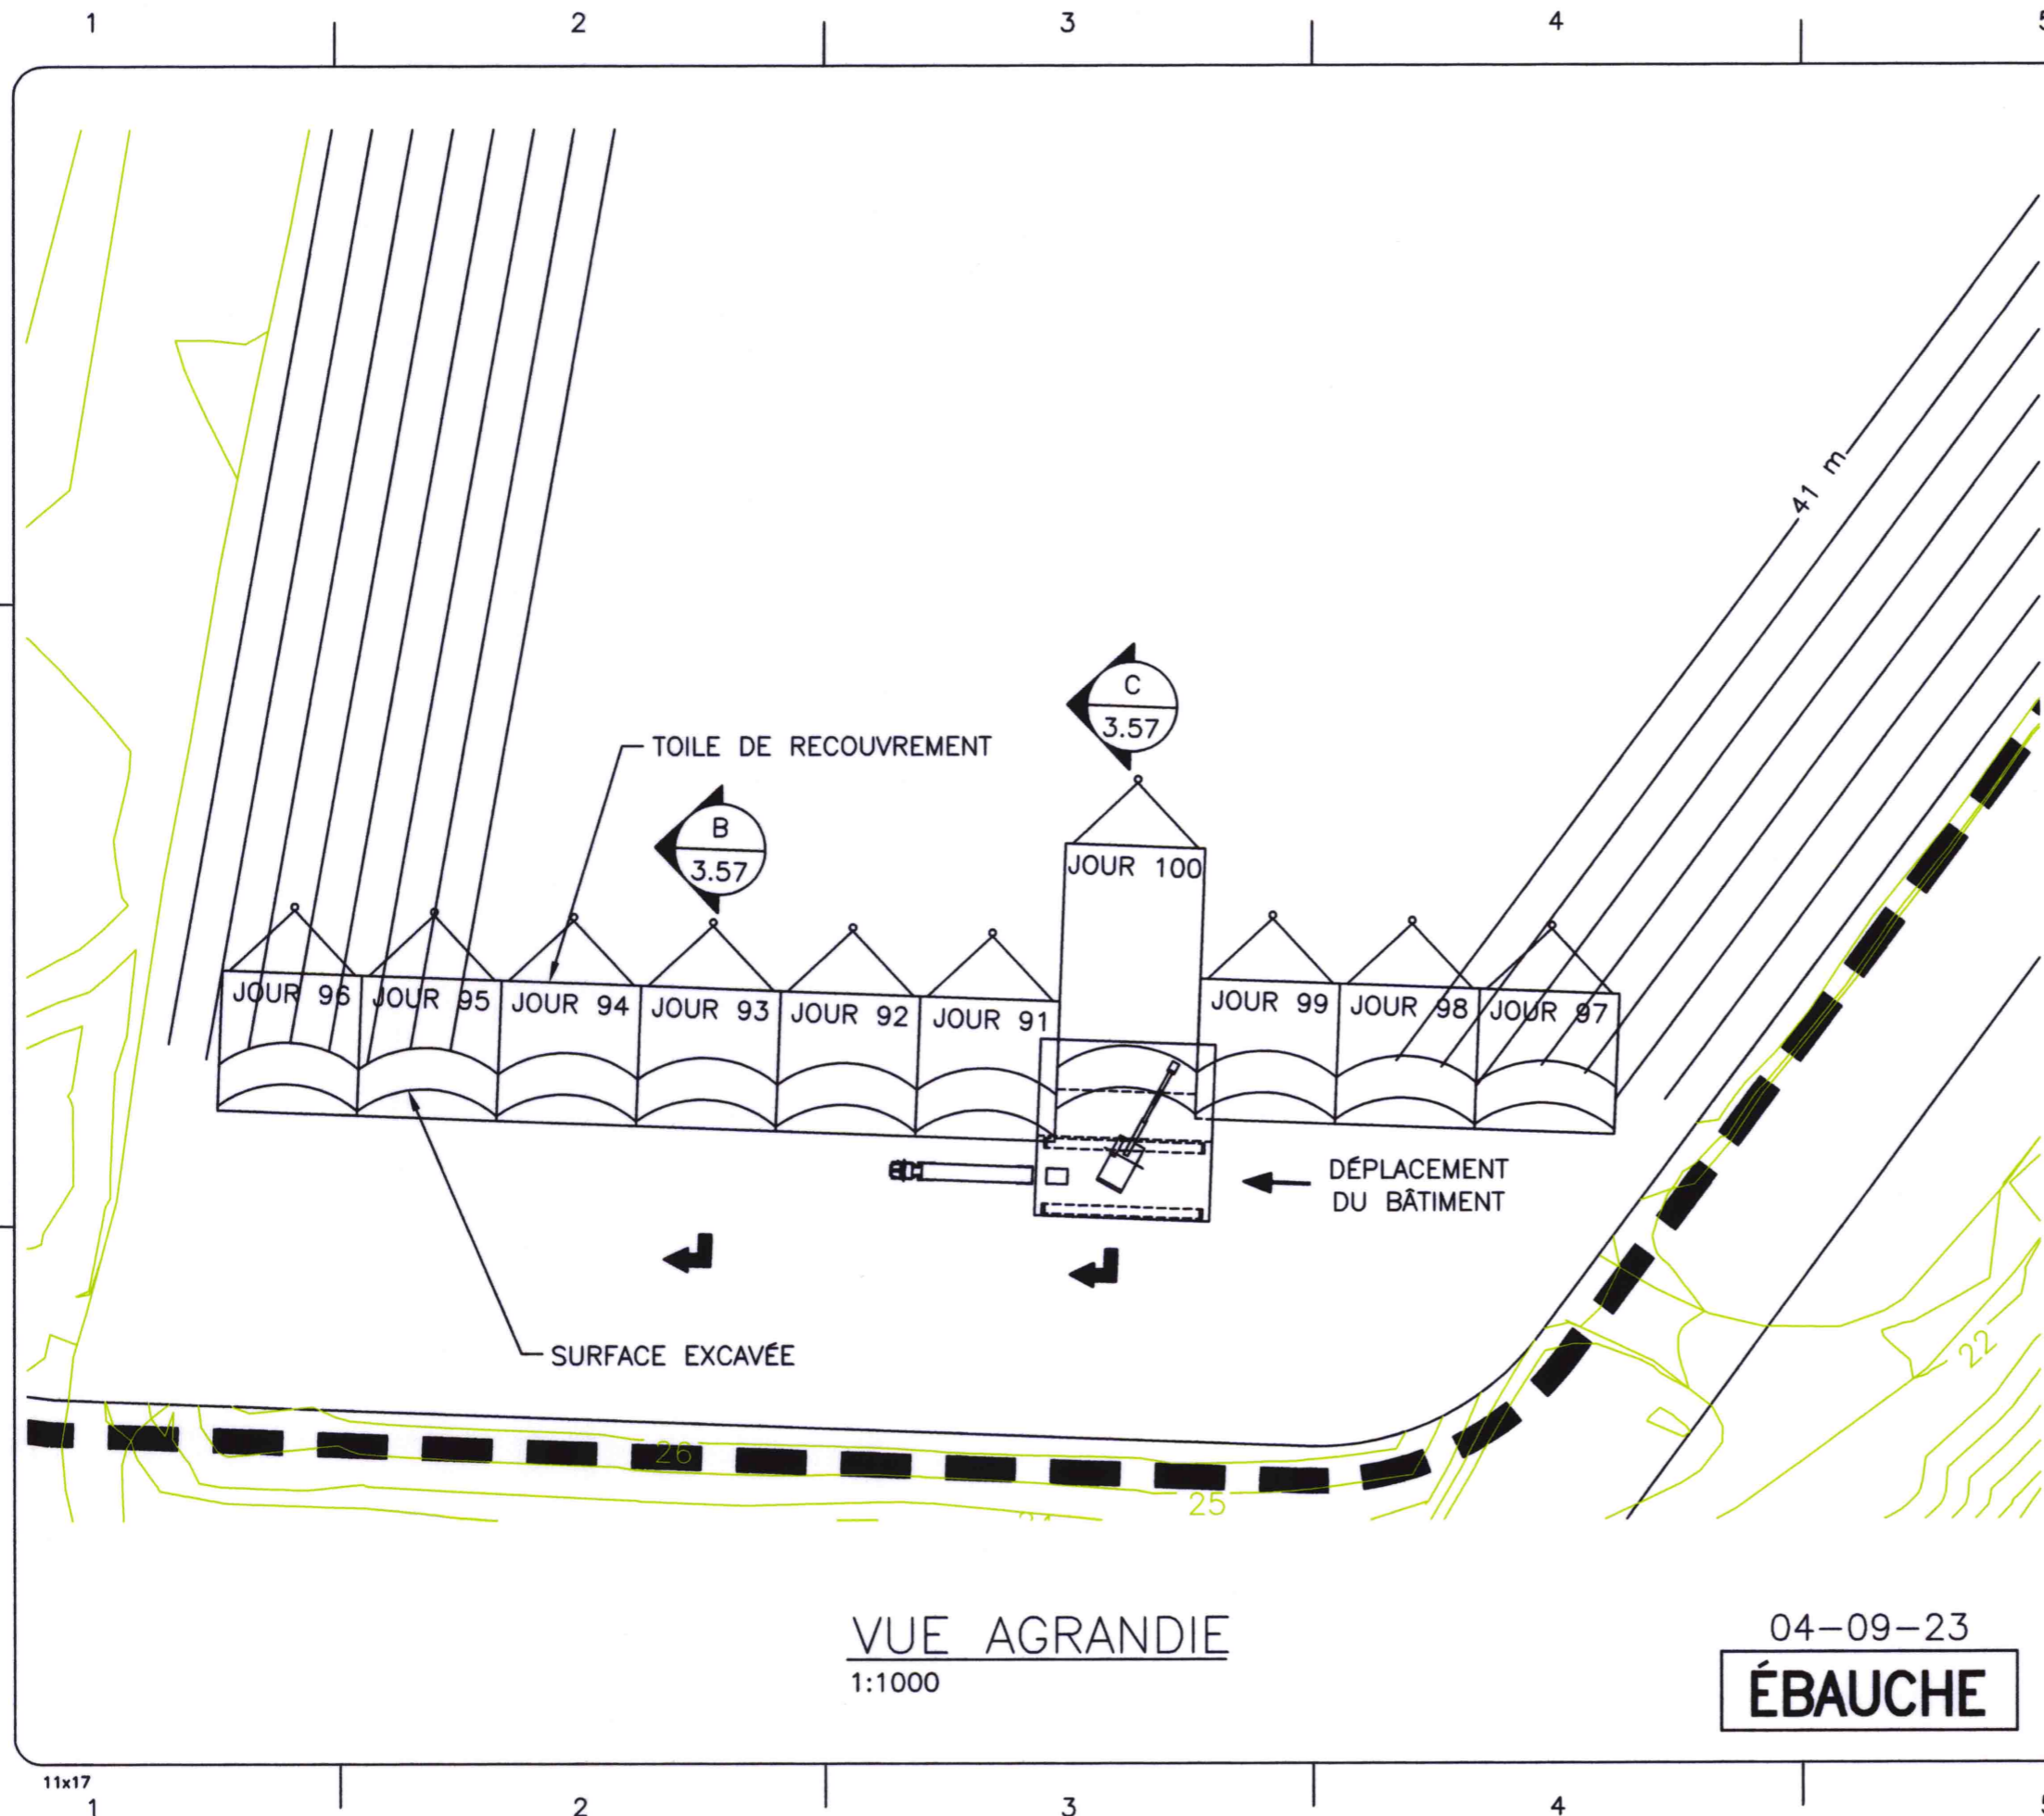 1 2 3 4 5
41 m
C
3.57
TOILE DE RECOUVREMENT
B
3.57
JOUR 100
JOUR 96 JOUR 95 JOUR 94 JOUR 93 JOUR 92 JOUR 91 JOUR 99 JOUR 98 JOUR 97
DÉPLACEMENT
DU BÂTIMENT
SURFACE EXCAVÉE
22
26
25
VUE AGRANDIE
1:1000
04-09-23
ÉBAUCHE
11x17
1 2 3 4